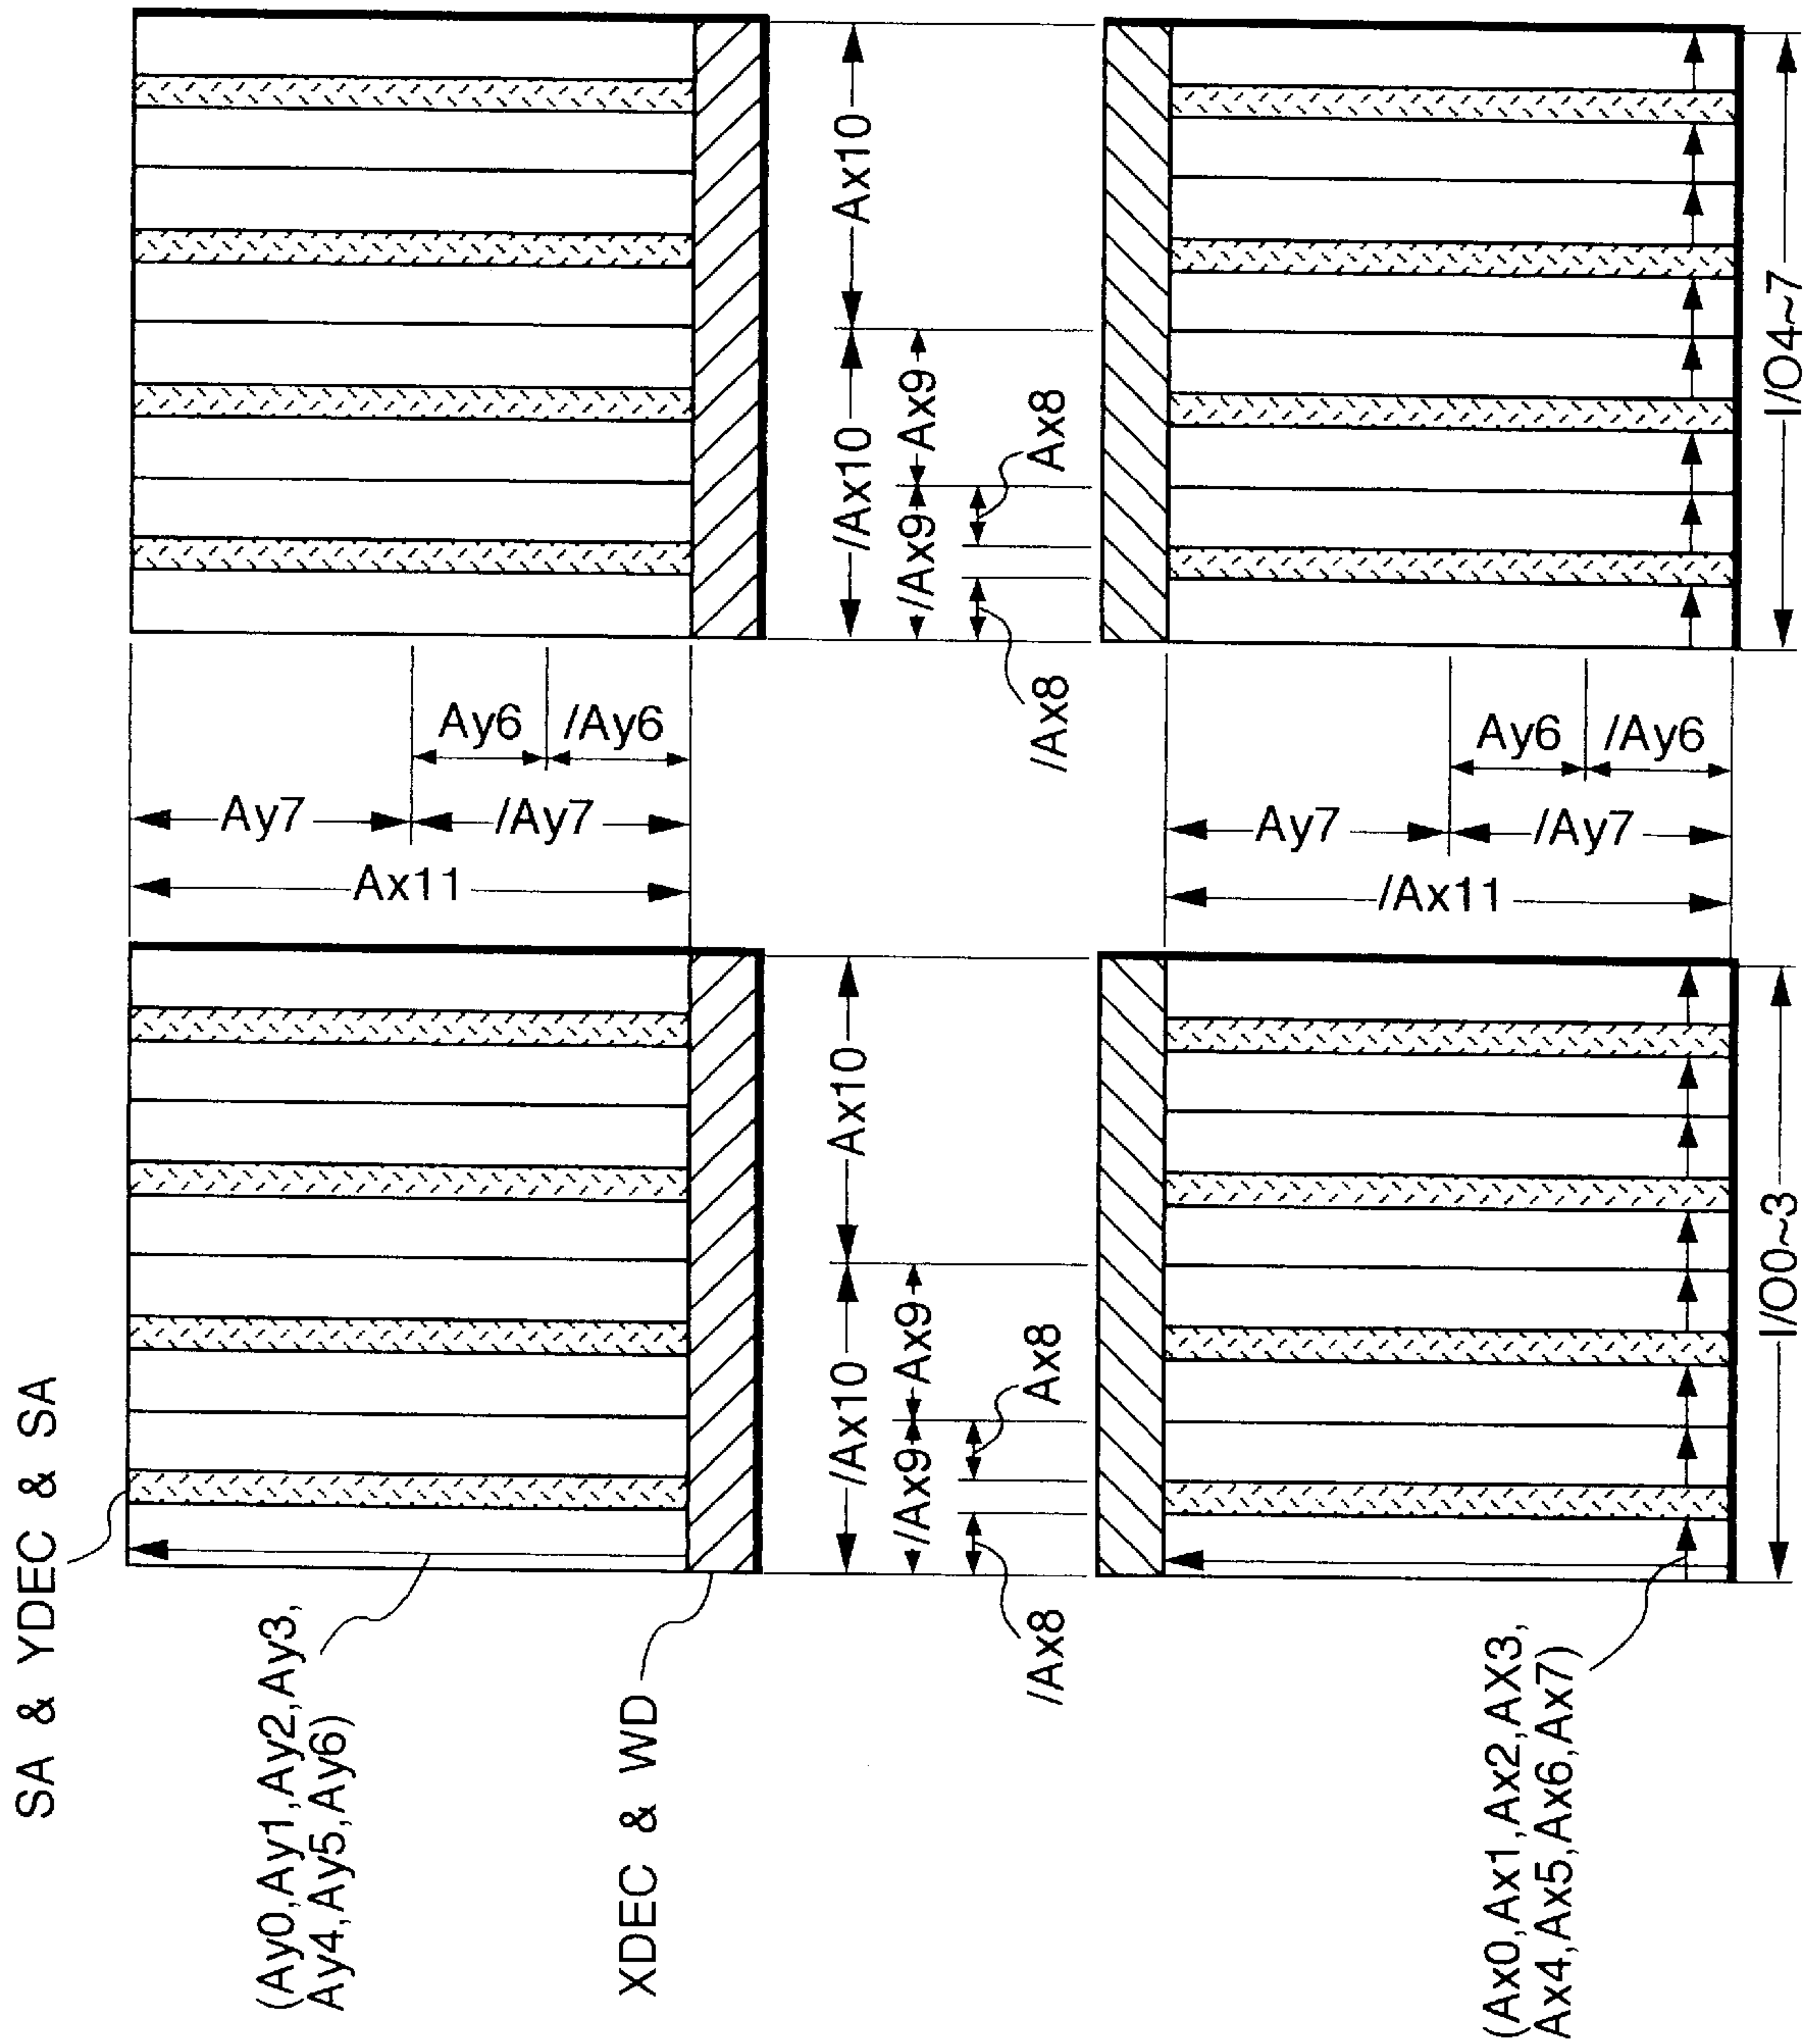 SA & YDEC & SA
(Ay0,Ay1,Ay2,Ay3,
Ay4,Ay5,Ay6)
XDEC & WD
(Ax0,Ax1,Ax2,AX3,
Ax4,Ax5,Ax6,Ax7)
Ax10
/Ax10
Ax9
/Ax9
Ax8
/Ax8
Ay6
/Ay6
Ay7
/Ay7
Ax11
Ay6
/Ay6
Ay7
/Ay7
/Ax11
Ax10
/Ax10
Ax9
/Ax9
Ax8
/Ax8
I/O4~7
I/O0~3